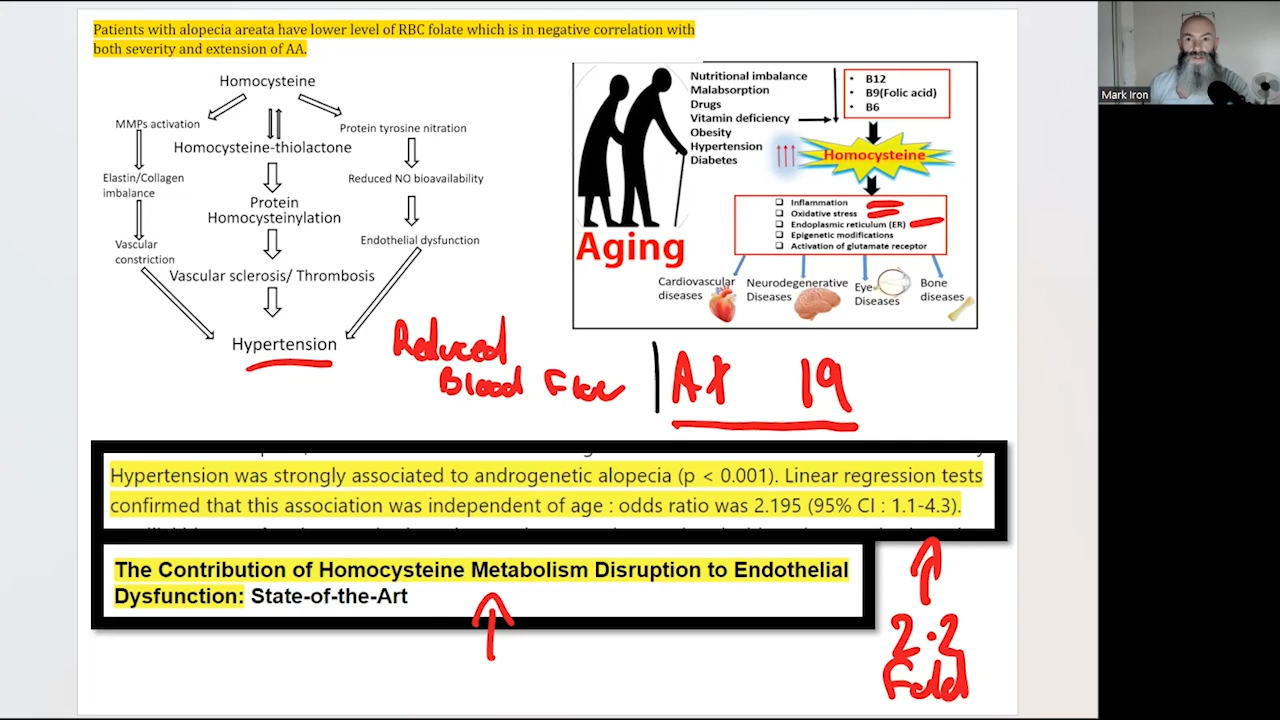 Patients with alopecia areata have lower level of RBC folate which is in negative correlation with
both severity and extension of AA.
Homocysteine
MMPs activation
Protein tyrosine nitration
Homocysteine-thiolactone
Elastin/Collagen
imbalance
Reduced NO bioavailability
Protein
Homocysteinylation
Vascular
constriction
Endothelial dysfunction
Vascular sclerosis/ Thrombosis
Hypertension
Nutritional imbalance
Malabsorption
Drugs
Vitamin deficiency
Obesity
Hypertension
Diabetes
• B12
• B9(Folic acid)
• B6
Homocysteine
Aging
Inflammation
Oxidative stress
Endoplasmic reticulum (ER)
Epigenetic modifications
Activation of glutamate receptor
Cardiovascular
diseases
Neurodegenerative
Diseases
Eye
Diseases
Bone
diseases
Reduced
Blood Flow
At 19
Hypertension was strongly associated to androgenetic alopecia (p < 0.001). Linear regression tests
confirmed that this association was independent of age : odds ratio was 2.195 (95% CI : 1.1-4.3).
The Contribution of Homocysteine Metabolism Disruption to Endothelial
Dysfunction: State-of-the-Art
2.2
Fold
Mark Iron